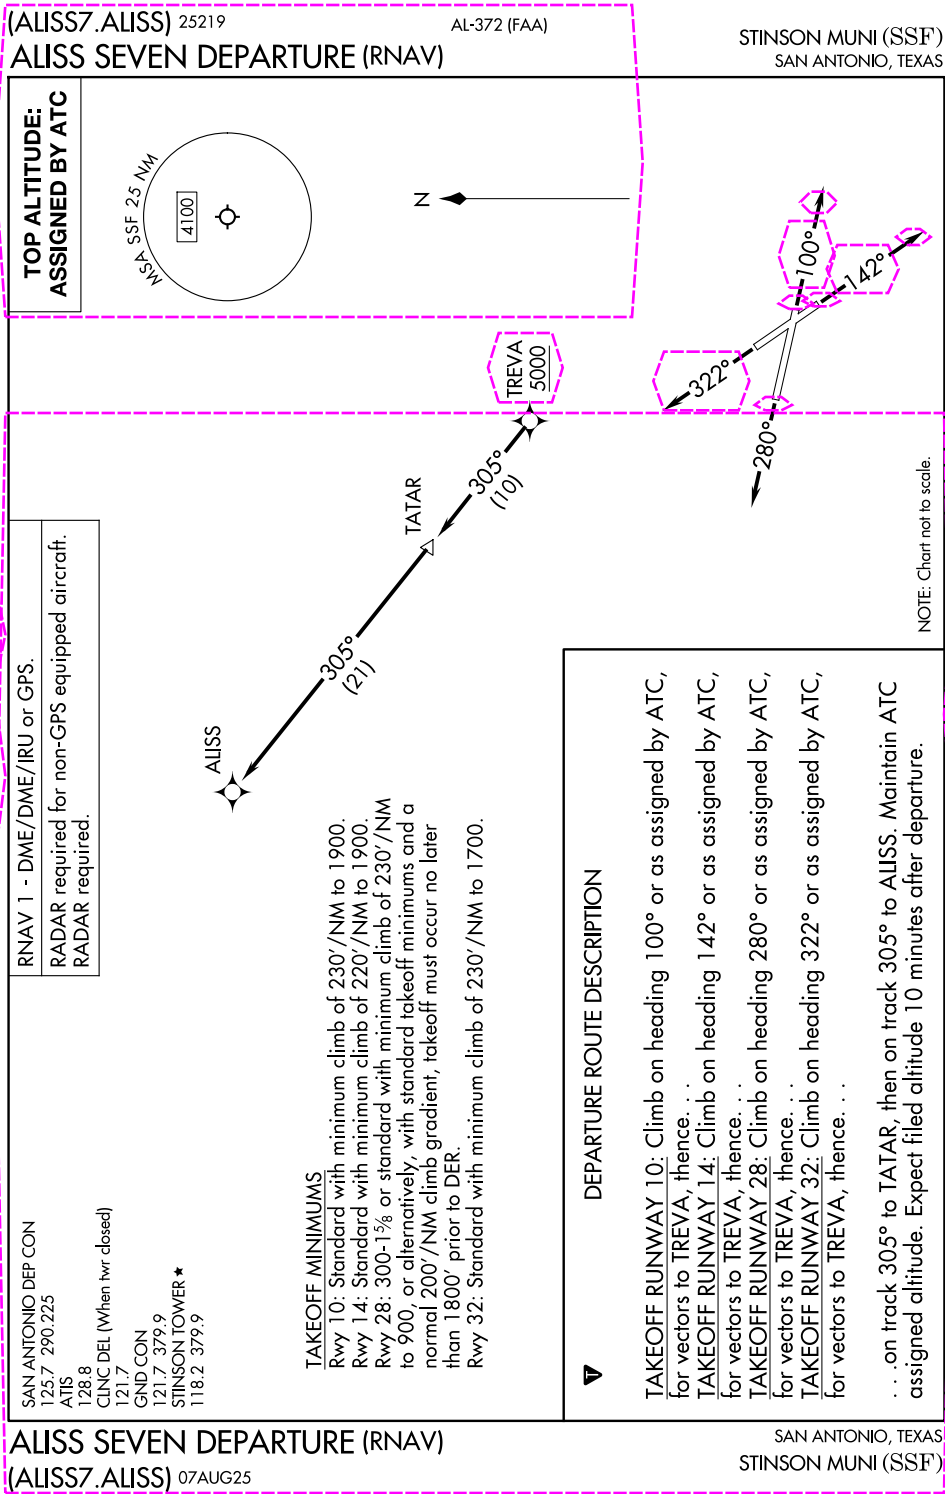 (ALISS7.ALISS) 25219
AL-372 (FAA)
STINSON MUNI (SSF)
ALISS SEVEN DEPARTURE (RNAV)
SAN ANTONIO, TEXAS
TOP ALTITUDE:
ASSIGNED BY ATC
MSA SSF 25 NM
4100
N
RNAV 1 - DME/DME/IRU or GPS.
RADAR required for non-GPS equipped aircraft.
RADAR required.
SAN ANTONIO DEP CON
125.7 290.225
ATIS
128.8
CLNC DEL (When twr closed)
121.7
GND CON
121.7 379.9
STINSON TOWER ★
118.2 379.9
ALISS
305°
(21)
TATAR
305°
(10)
TREVA
5000
322°
280°
100°
142°
TAKEOFF MINIMUMS
Rwy 10: Standard with minimum climb of 230'/NM to 1900.
Rwy 14: Standard with minimum climb of 220'/NM to 1900.
Rwy 28: 300-1⅝ or standard with minimum climb of 230'/NM
to 900, or alternatively, with standard takeoff minimums and a
normal 200'/NM climb gradient, takeoff must occur no later
than 1800' prior to DER.
Rwy 32: Standard with minimum climb of 230'/NM to 1700.
NOTE: Chart not to scale.
T
DEPARTURE ROUTE DESCRIPTION
TAKEOFF RUNWAY 10: Climb on heading 100° or as assigned by ATC,
for vectors to TREVA, thence. . .
TAKEOFF RUNWAY 14: Climb on heading 142° or as assigned by ATC,
for vectors to TREVA, thence. . .
TAKEOFF RUNWAY 28: Climb on heading 280° or as assigned by ATC,
for vectors to TREVA, thence. . .
TAKEOFF RUNWAY 32: Climb on heading 322° or as assigned by ATC,
for vectors to TREVA, thence. . .
. . .on track 305° to TATAR, then on track 305° to ALISS. Maintain ATC
assigned altitude. Expect filed altitude 10 minutes after departure.
ALISS SEVEN DEPARTURE (RNAV)
SAN ANTONIO, TEXAS
(ALISS7.ALISS) 07AUG25
STINSON MUNI (SSF)